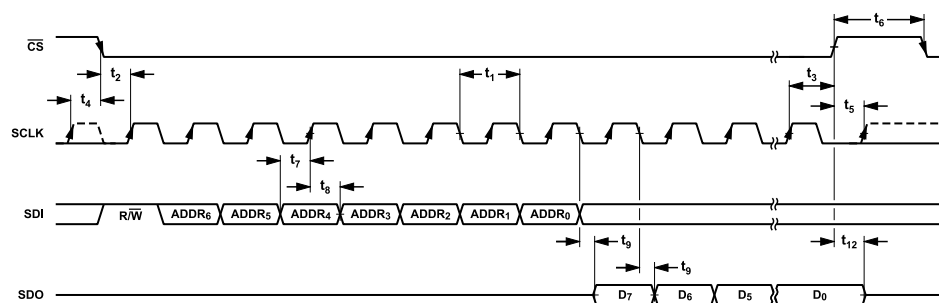 t6
CS
t2
t1
t3
t4
t5
SCLK
t7
t8
SDI
R/W
ADDR6
ADDR5
ADDR4
ADDR3
ADDR2
ADDR1
ADDR0
t9
t12
t9
SDO
D7
D6
D5
D0